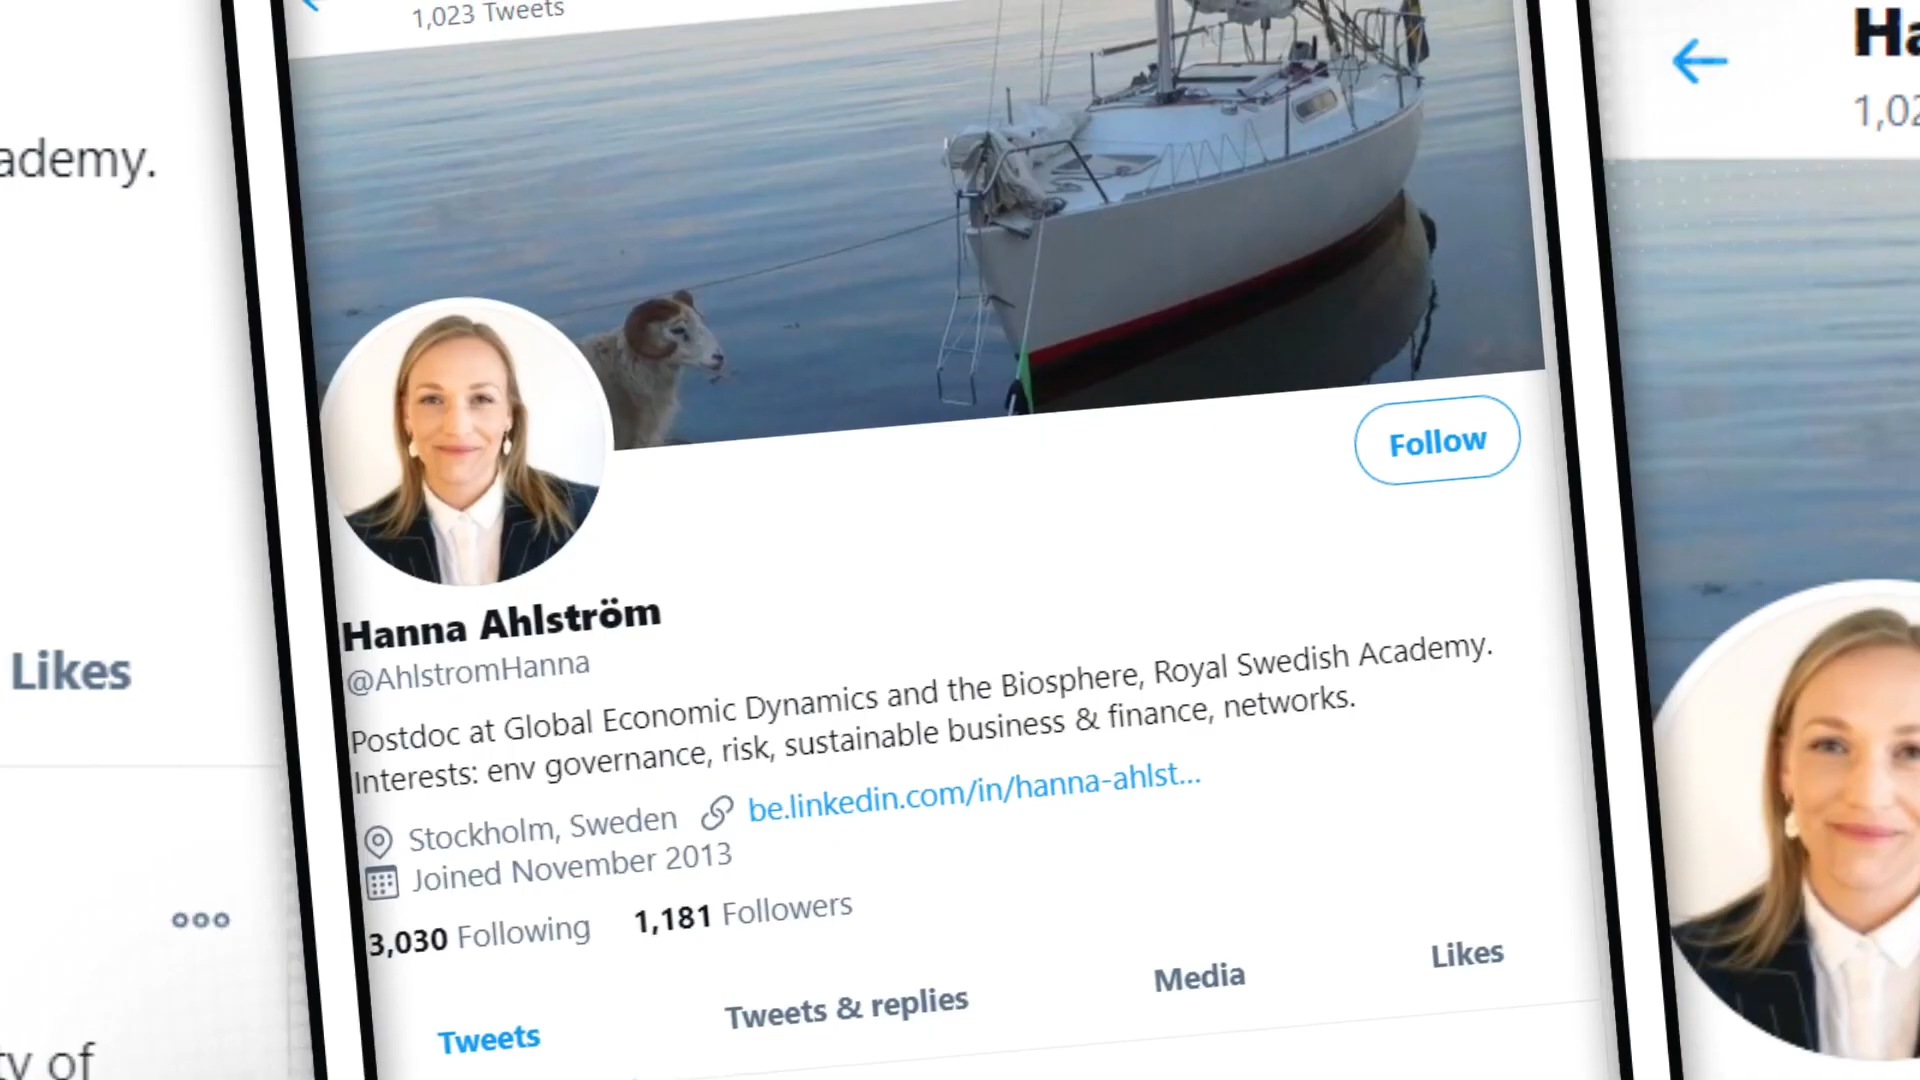 1,023 Tweets
Follow
Hanna Ahlström
@AhlstromHanna
Postdoc at Global Economic Dynamics and the Biosphere, Royal Swedish Academy.
Interests: env governance, risk, sustainable business & finance, networks.
Stockholm, Sweden be.linkedin.com/in/hanna-ahlst...
Joined November 2013
3,030 Following 1,181 Followers
Tweets Tweets & replies Media Likes
ademy.
Likes
ty of
Ha
1,02